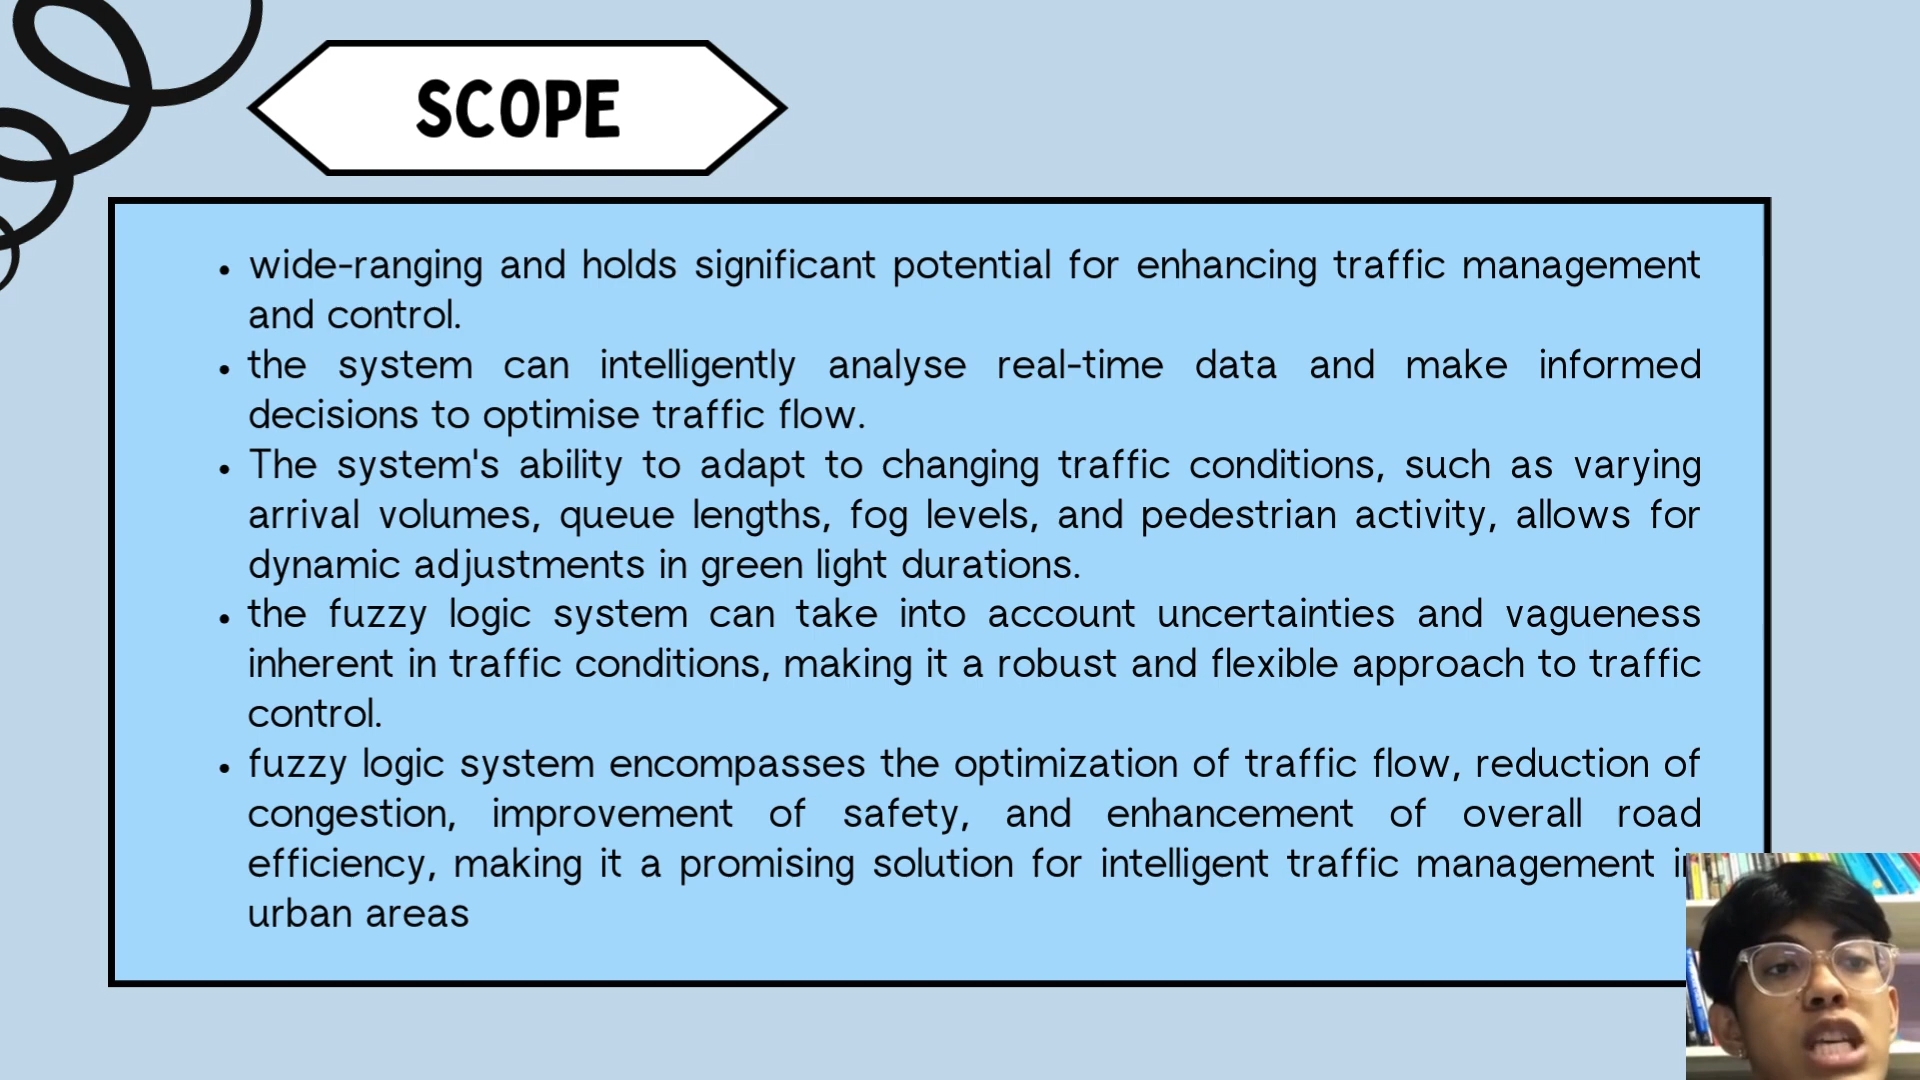 SCOPE
wide-ranging and holds significant potential for enhancing traffic management
and control.
the system can intelligently analyse real-time data and make informed
decisions to optimise traffic flow.
The system's ability to adapt to changing traffic conditions, such as varying
arrival volumes, queue lengths, fog levels, and pedestrian activity, allows for
dynamic adjustments in green light durations.
the fuzzy logic system can take into account uncertainties and vagueness
inherent in traffic conditions, making it a robust and flexible approach to traffic
control.
fuzzy logic system encompasses the optimization of traffic flow, reduction of
congestion, improvement of safety, and enhancement of overall road
efficiency, making it a promising solution for intelligent traffic management in
urban areas